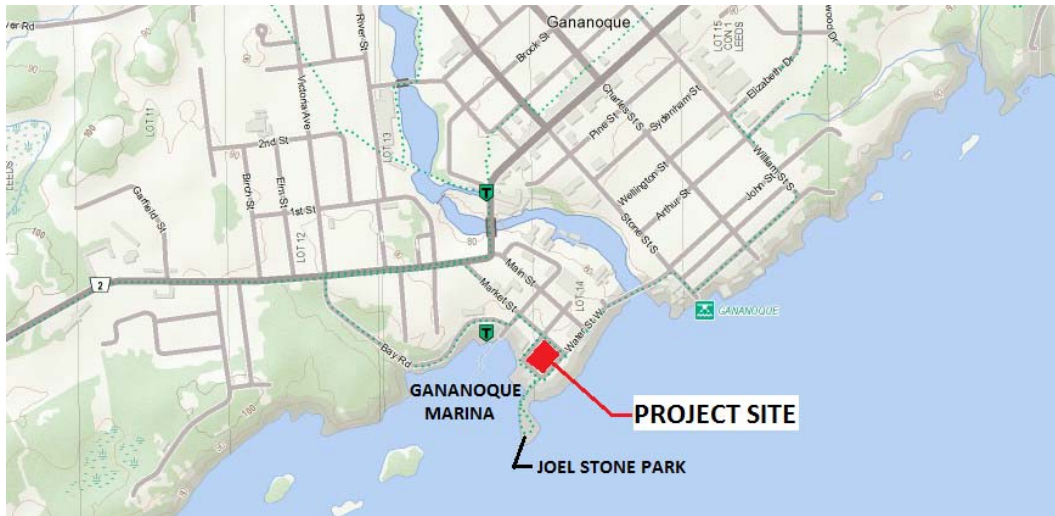 Gananoque
River St
Brock St
LOT 15
CON 1
LEEDS
LOT 11
Victoria Ave
LOT 13
Charles St S
Elizabeth Dr
Sydenham St
Pine St
2nd St
William St S
Wellington St
John St
Arthur St
Birch St
Elm St
Garfield St
1st St
Stone St S
LOT 12
80
90
100
Main St
Market St
LOT 14
2
T
T
Water St W
GANANOQUE
Bay Rd
GANANOQUE
MARINA
PROJECT SITE
JOEL STONE PARK